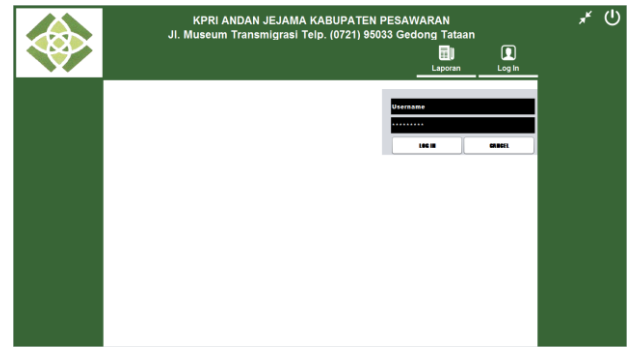 KPRI ANDAN JEJAMA KABUPATEN PESAWARAN
Jl. Museum Transmigrasi Telp. (0721) 95033 Gedong Tataan
Laporan
Log In
Username
LOG IN
CANCEL